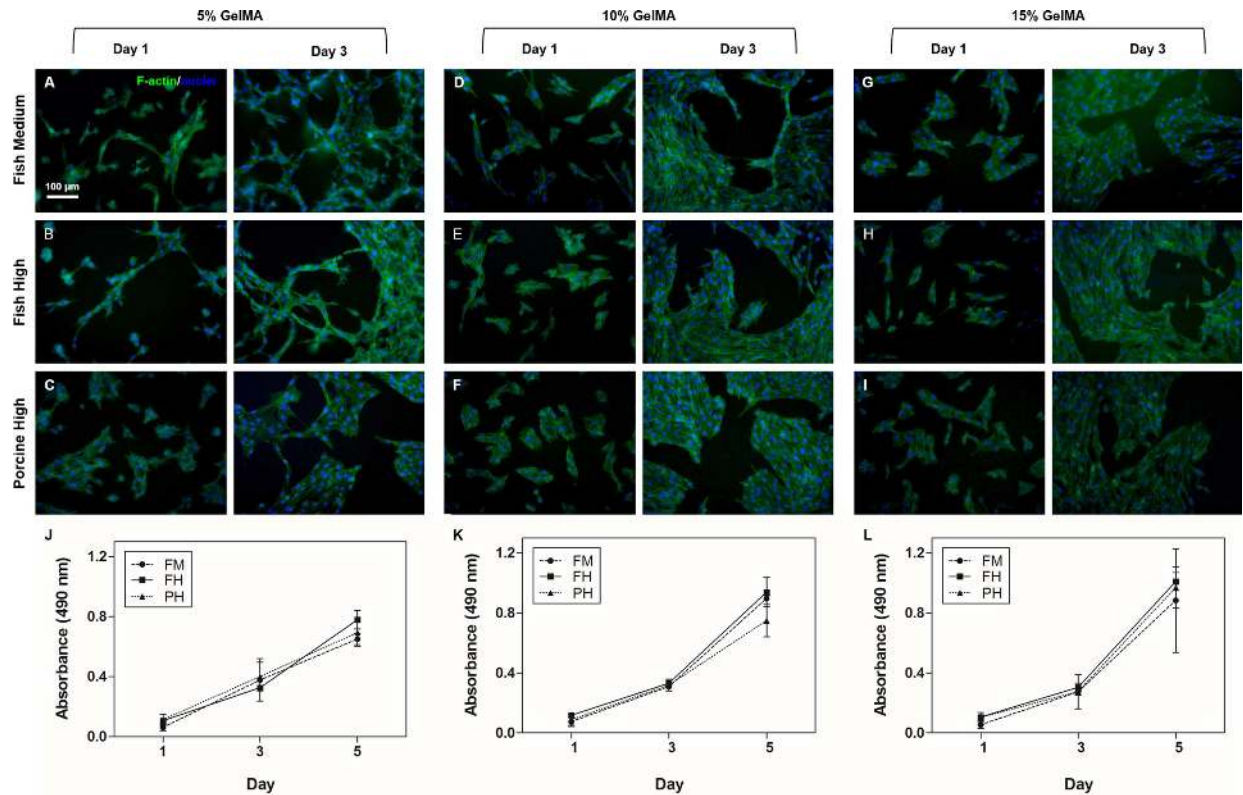 5% GelMA
10% GelMA
15% GelMA
Day 1
Day 3
Day 1
Day 3
Day 1
Day 3
Fish Medium
A
F-actin/nuclei
100 µm
D
G
Fish High
B
E
H
Porcine High
C
F
I
J
Absorbance (490 nm)
1.2
0.8
0.4
0.0
FM
FH
PH
1
3
5
Day
K
Absorbance (490 nm)
1.2
0.8
0.4
0.0
FM
FH
PH
1
3
5
Day
L
Absorbance (490 nm)
1.2
0.8
0.4
0.0
FM
FH
PH
1
3
5
Day